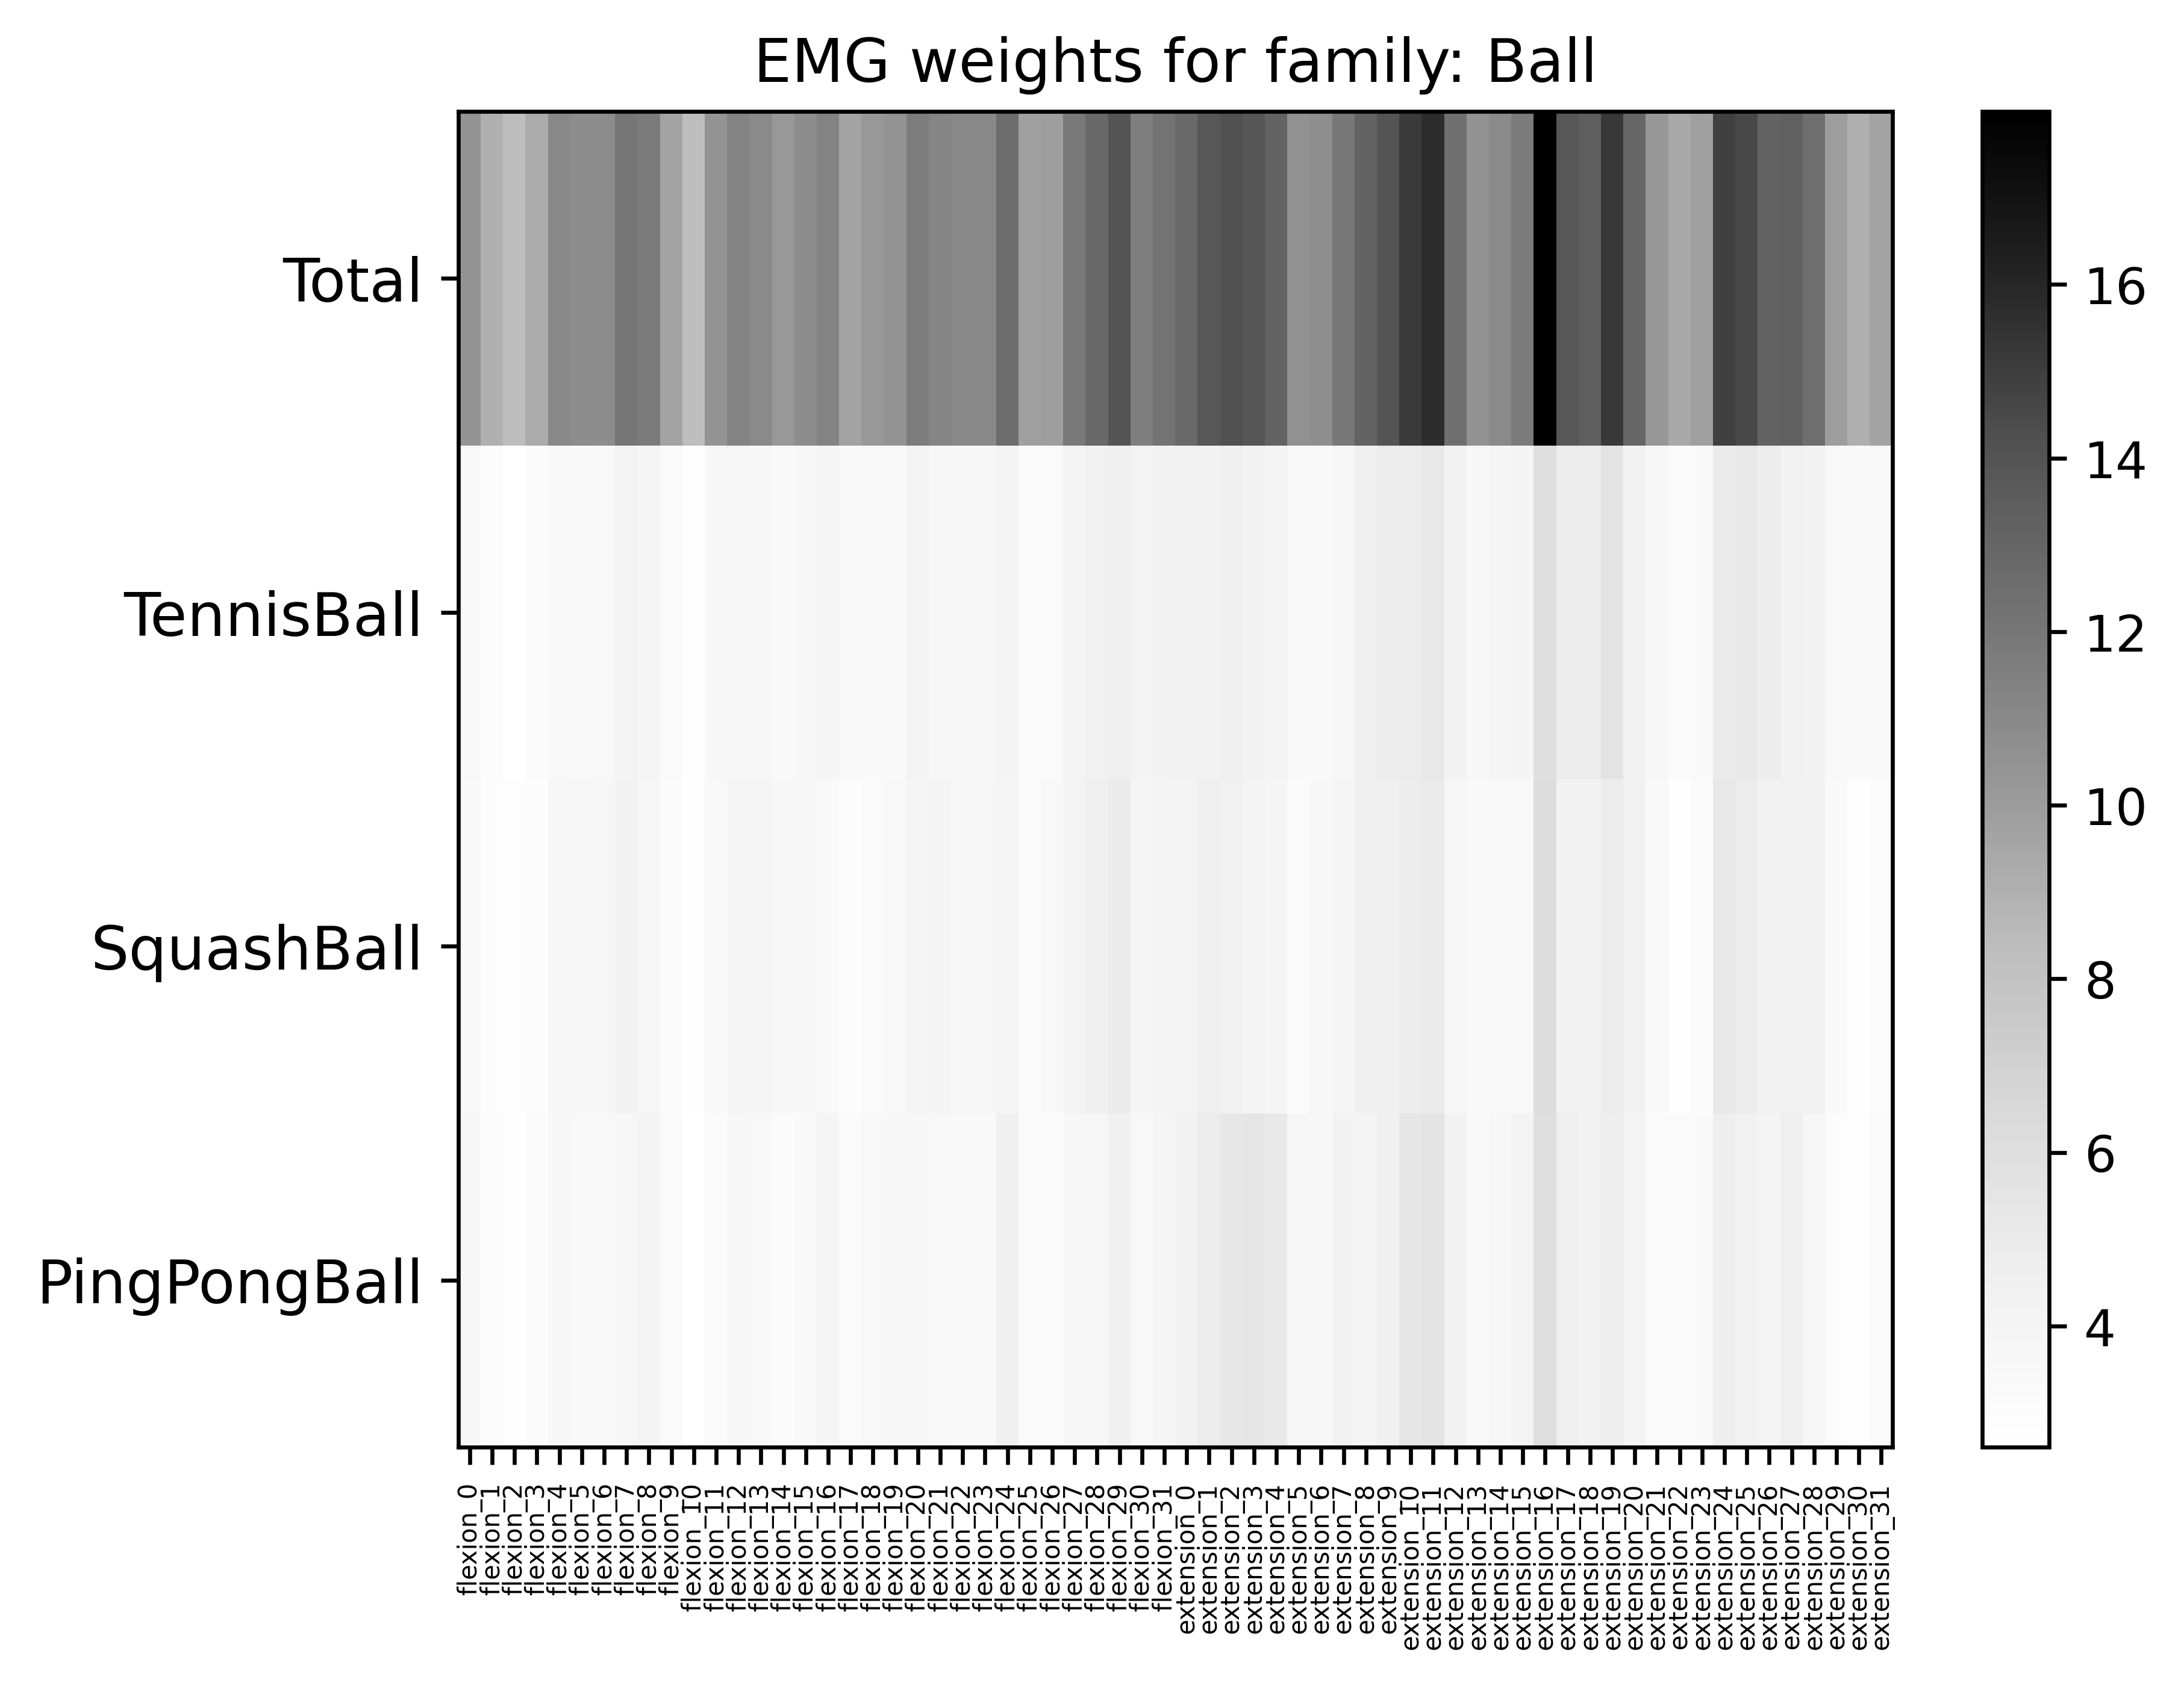 EMG weights for family: Ball
Total
TennisBall
SquashBall
PingPongBall
16
14
12
10
8
6
4
flexion_0
flexion_1
flexion_2
flexion_3
flexion_4
flexion_5
flexion_6
flexion_7
flexion_8
flexion_9
flexion_10
flexion_11
flexion_12
flexion_13
flexion_14
flexion_15
flexion_16
flexion_17
flexion_18
flexion_19
flexion_20
flexion_21
flexion_22
flexion_23
flexion_24
flexion_25
flexion_26
flexion_27
flexion_28
flexion_29
flexion_30
flexion_31
extension_0
extension_1
extension_2
extension_3
extension_4
extension_5
extension_6
extension_7
extension_8
extension_9
extension_10
extension_11
extension_12
extension_13
extension_14
extension_15
extension_16
extension_17
extension_18
extension_19
extension_20
extension_21
extension_22
extension_23
extension_24
extension_25
extension_26
extension_27
extension_28
extension_29
extension_30
extension_31